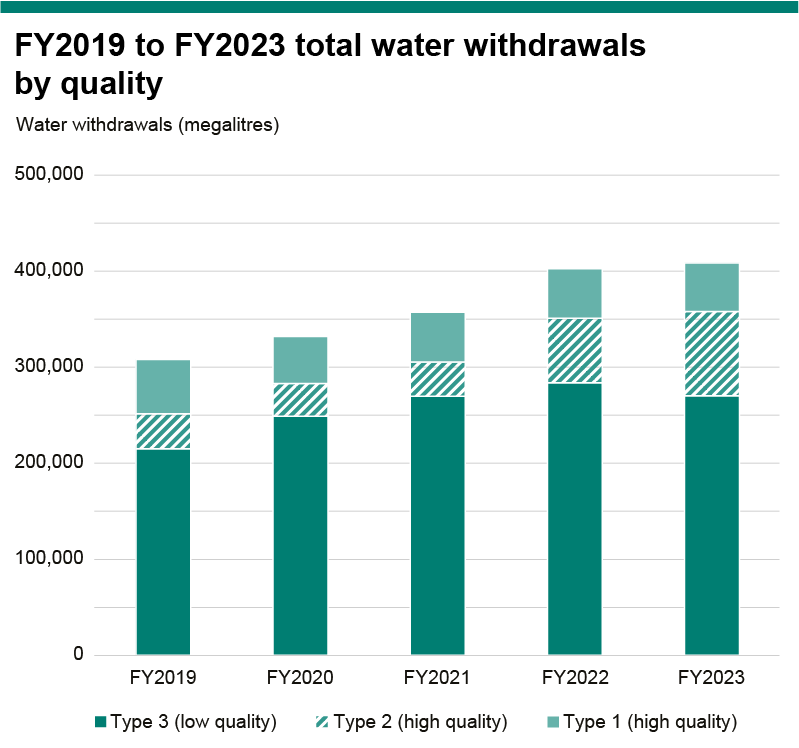 FY2019 to FY2023 total water withdrawals
by quality
Water withdrawals (megalitres)
500,000
400,000
300,000
200,000
100,000
0
FY2019 FY2020 FY2021 FY2022 FY2023
Type 3 (low quality) Type 2 (high quality) Type 1 (high quality)